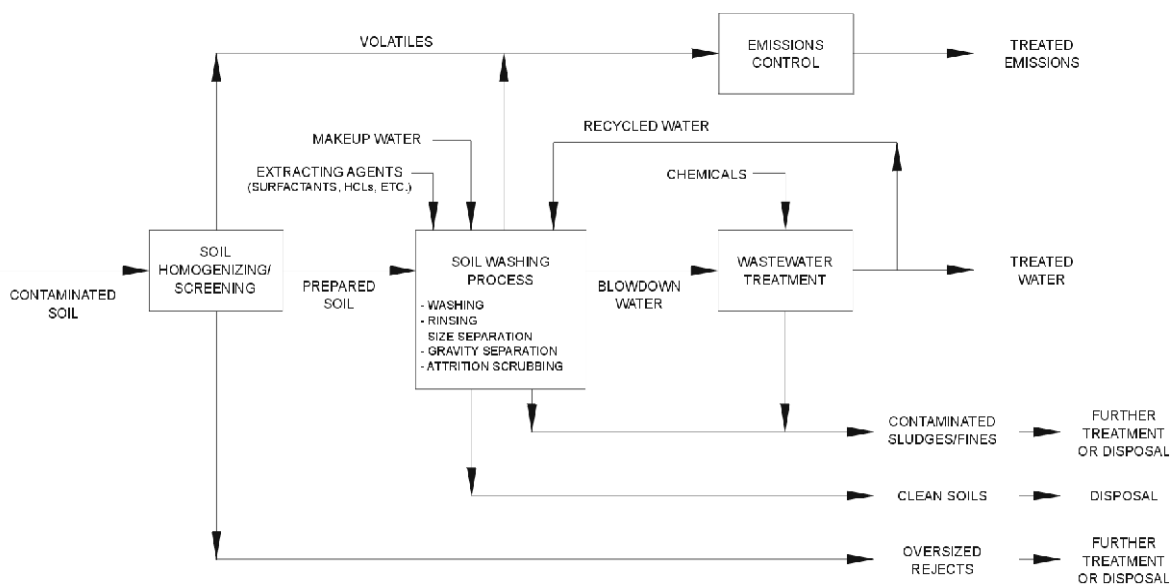 VOLATILES
EMISSIONS
CONTROL
TREATED
EMISSIONS
MAKEUP WATER
RECYCLED WATER
EXTRACTING AGENTS
(SURFACTANTS, HCLs, ETC.)
CHEMICALS
CONTAMINATED
SOIL
SOIL
HOMOGENIZING/
SCREENING
PREPARED
SOIL
SOIL WASHING
PROCESS
- WASHING
- RINSING
SIZE SEPARATION
- GRAVITY SEPARATION
- ATTRITION SCRUBBING
BLOWDOWN
WATER
WASTEWATER
TREATMENT
TREATED
WATER
CONTAMINATED
SLUDGES/FINES
FURTHER
TREATMENT
OR DISPOSAL
CLEAN SOILS
DISPOSAL
OVERSIZED
REJECTS
FURTHER
TREATMENT
OR DISPOSAL